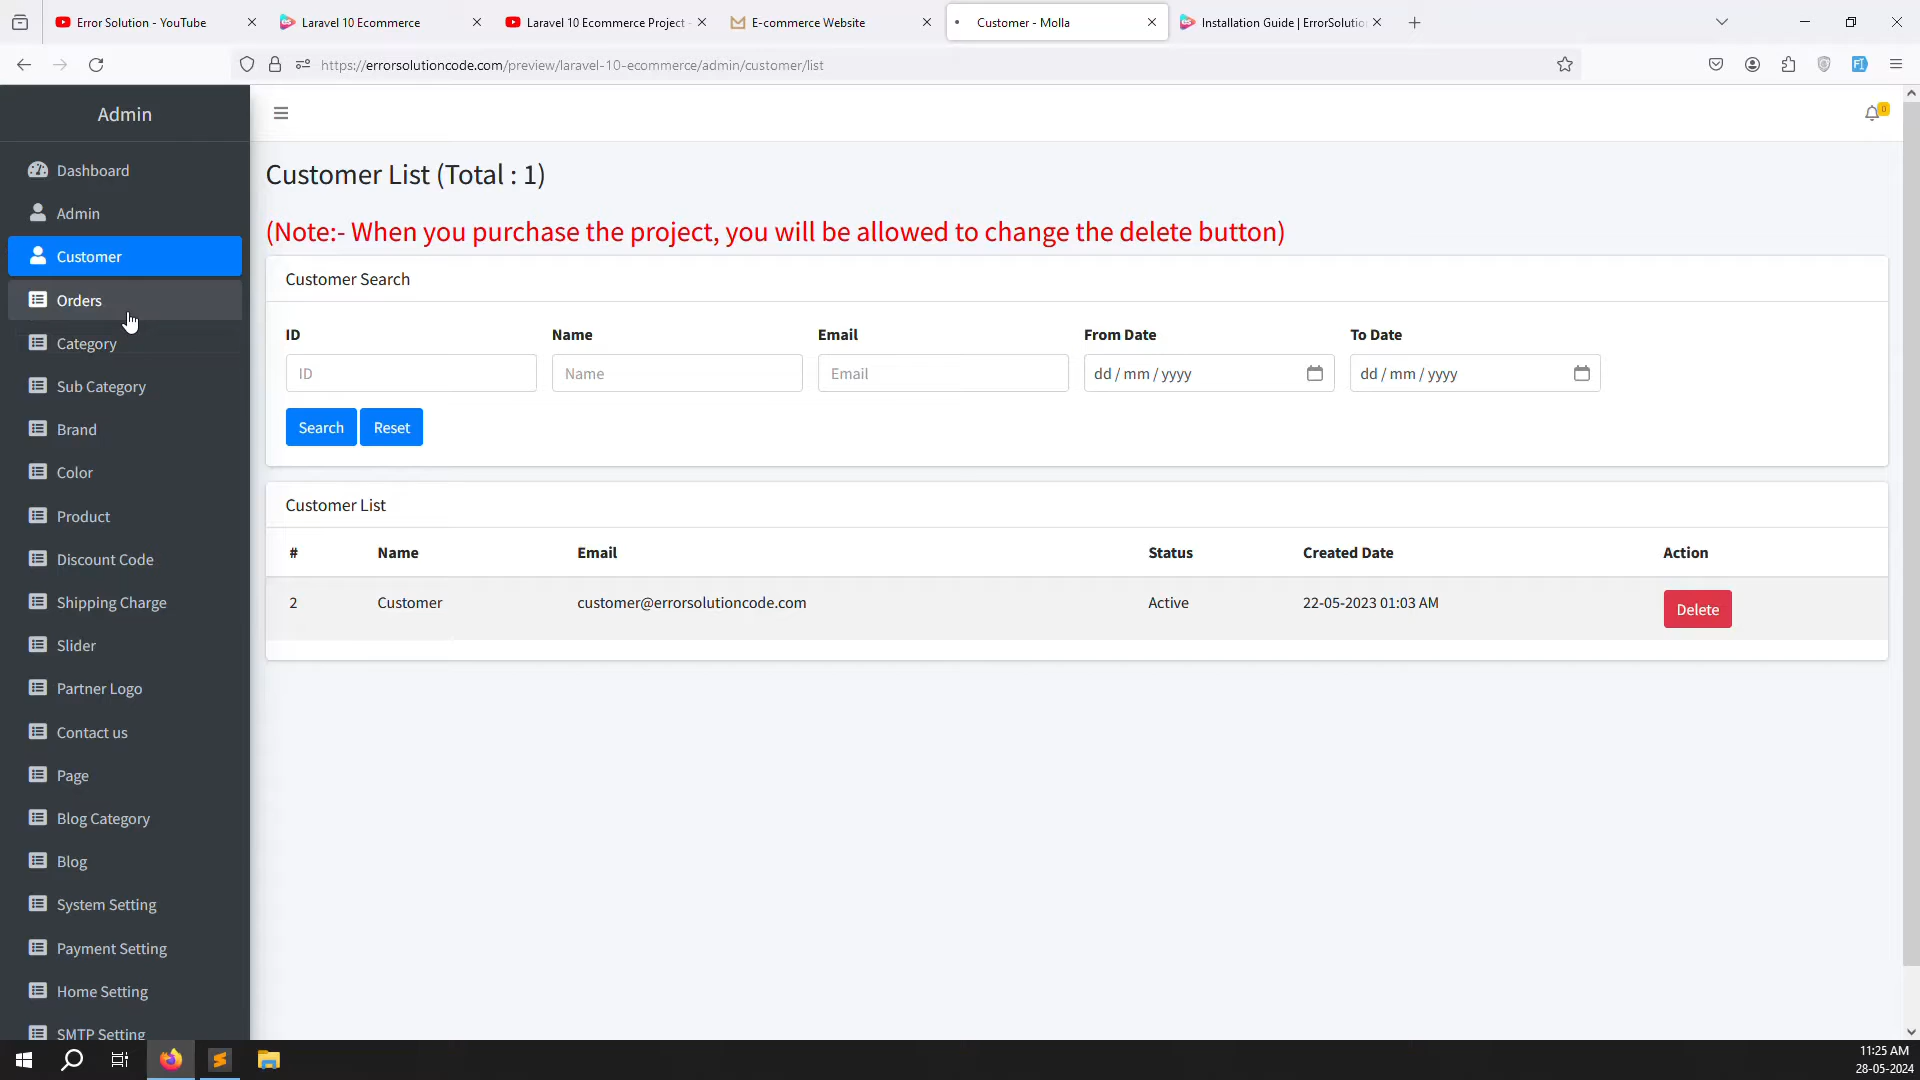 Error Solution - YouTube
Laravel 10 Ecommerce
Laravel 10 Ecommerce Project -
E-commerce Website
Customer - Molla
Installation Guide | ErrorSolutio
https://errorsolutioncode.com/preview/laravel-10-ecommerce/admin/customer/list
Admin
0
Dashboard
Admin
Customer
Orders
Category
Sub Category
Brand
Color
Product
Discount Code
Shipping Charge
Slider
Partner Logo
Contact us
Page
Blog Category
Blog
System Setting
Payment Setting
Home Setting
SMTP Setting
Customer List (Total : 1)
(Note:- When you purchase the project, you will be allowed to change the delete button)
Customer Search
ID Name Email From Date To Date
ID Name Email dd / mm / yyyy dd / mm / yyyy
Search Reset
Customer List
# Name Email Status Created Date Action
2 Customer customer@errorsolutioncode.com Active 22-05-2023 01:03 AM Delete
11:25 AM
28-05-2024